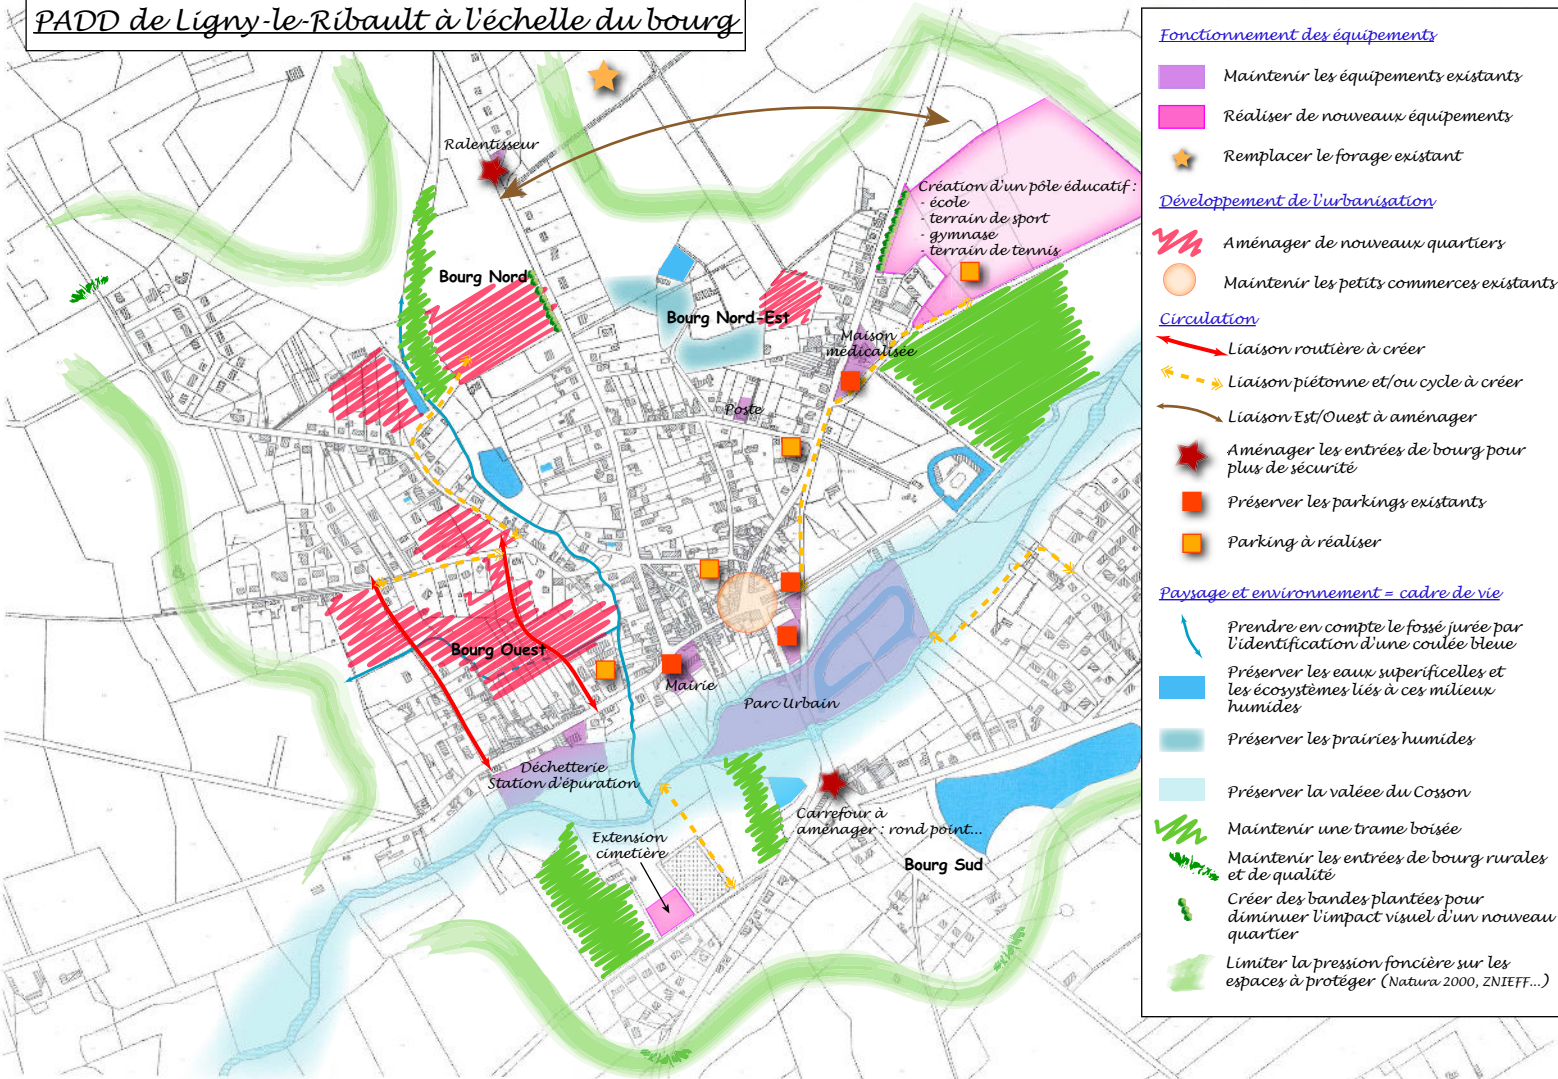 PADD de Ligny-le-Ribault à l'échelle du bourg
Ralentisseur
Création d'un pôle éducatif :
- école
- terrain de sport
- gymnase
- terrain de tennis
Bourg Nord
Bourg Nord-Est
Maison
médicalisée
Poste
Bourg Ouest
Mairie
Parc Urbain
Déchetterie
Station d'épuration
Carrefour à
aménager : rond point...
Extension
cimetière
Bourg Sud
Fonctionnement des équipements
Maintenir les équipements existants
Réaliser de nouveaux équipements
Remplacer le forage existant
Développement de l'urbanisation
Aménager de nouveaux quartiers
Maintenir les petits commerces existants
Circulation
Liaison routière à créer
Liaison piétonne et/ou cycle à créer
Liaison Est/Ouest à aménager
Aménager les entrées de bourg pour
plus de sécurité
Préserver les parkings existants
Parking à réaliser
Paysage et environnement = cadre de vie
Prendre en compte le fossé jurée par
l'identification d'une coulée bleue
Préserver les eaux superificelles et
les écosystèmes liés à ces milieux
humides
Préserver les prairies humides
Préserver la valéee du Cosson
Maintenir une trame boisée
Maintenir les entrées de bourg rurales
et de qualité
Créer des bandes plantées pour
diminuer l'impact visuel d'un nouveau
quartier
Limiter la pression foncière sur les
espaces à protéger (Natura 2000, ZNIEFF...)